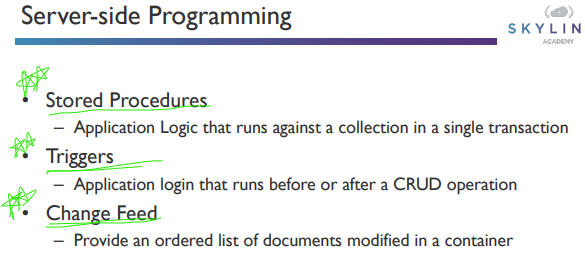 Server-side Programming
SKYLIN
ACADEMY
• Stored Procedures
– Application Logic that runs against a collection in a single transaction
• Triggers
– Application login that runs before or after a CRUD operation
• Change Feed
– Provide an ordered list of documents modified in a container